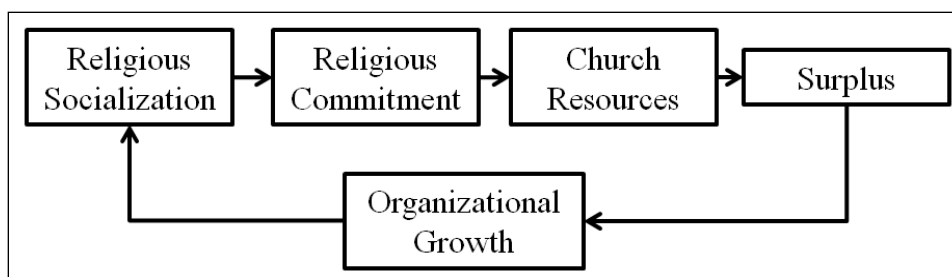 Religious
Socialization
Religious
Commitment
Church
Resources
Surplus
Organizational
Growth